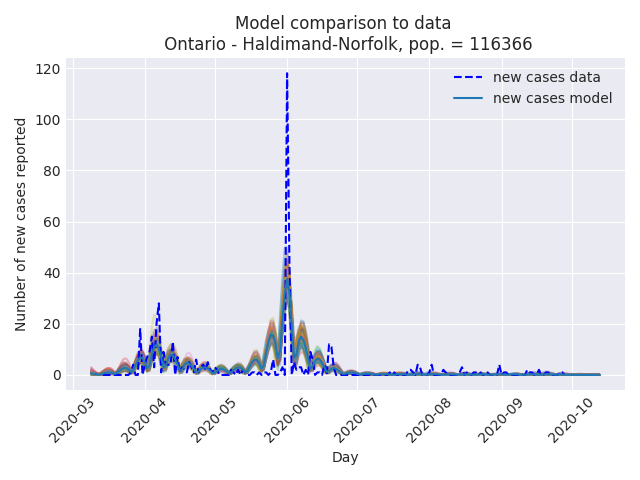 Model comparison to data
Ontario - Haldimand-Norfolk, pop. = 116366
new cases data
new cases model
Number of new cases reported
120
100
80
60
40
20
0
2020-03
2020-04
2020-05
2020-06
2020-07
2020-08
2020-09
2020-10
Day